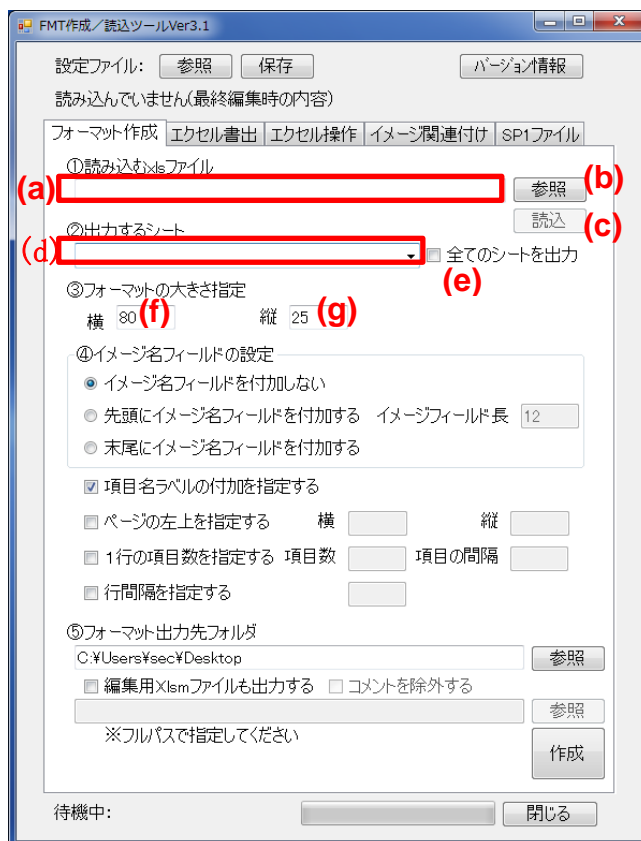 FMT作成／読込ツールVer3.1
設定ファイル: 参照 保存 バージョン情報
読み込んでいません(最終編集時の内容)
フォーマット作成 エクセル書出 エクセル操作 イメージ関連付け SP1ファイル
①読み込むxlsファイル
(a) 参照 (b)
読込 (c)
②出力するシート
(d) 全てのシートを出力
(e)
③フォーマットの大きさ指定
横 80 (f) 縦 25 (g)
④イメージ名フィールドの設定
イメージ名フィールドを付加しない
先頭にイメージ名フィールドを付加する イメージフィールド長 12
末尾にイメージ名フィールドを付加する
項目名ラベルの付加を指定する
ページの左上を指定する 横 縦
1行の項目数を指定する 項目数 項目の間隔
行間隔を指定する
⑤フォーマット出力先フォルダ
C:¥Users¥sec¥Desktop 参照
編集用Xlsmファイルも出力する コメントを除外する
参照
※フルパスで指定してください
作成
待機中: 閉じる